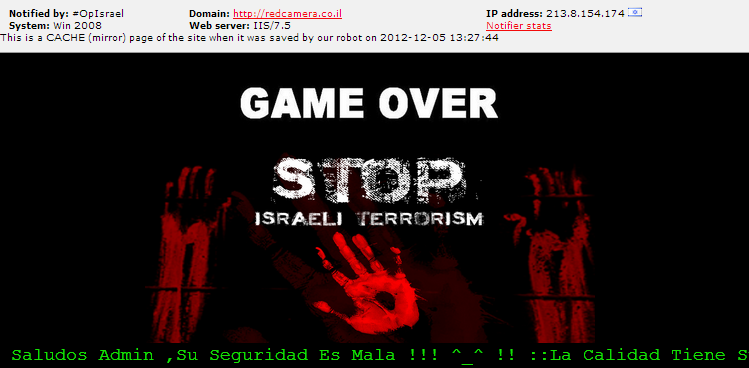 Notified by: #OpIsrael Domain: http://redcamera.co.il IP address: 213.8.154.174
System: Win 2008 Web server: IIS/7.5 Notifier stats
This is a CACHE (mirror) page of the site when it was saved by our robot on 2012-12-05 13:27:44
GAME OVER
STOP
ISRAELI TERRORISM
Saludos Admin ,Su Seguridad Es Mala !!! ^_^ !! ::La Calidad Tiene